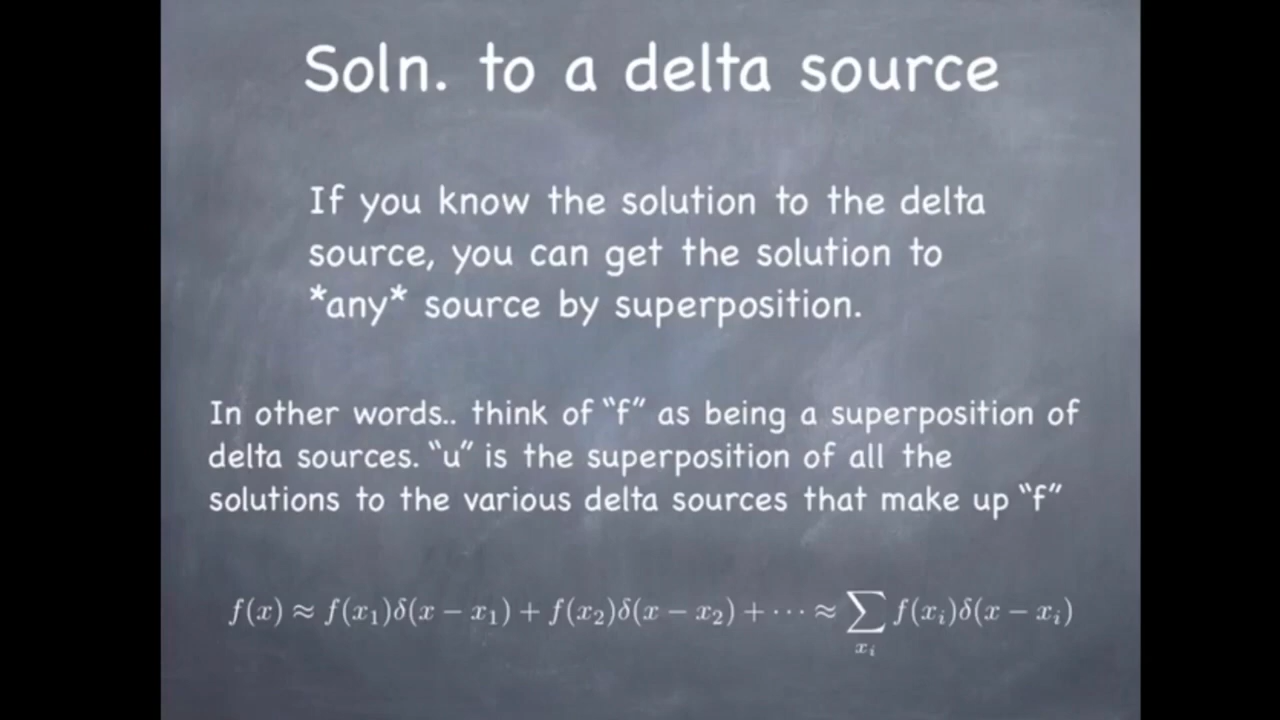 Soln. to a delta source
If you know the solution to the delta
source, you can get the solution to
*any* source by superposition.
In other words.. think of “f” as being a superposition of
delta sources. “u” is the superposition of all the
solutions to the various delta sources that make up “f”
f(x) ≈ f(x₁)δ(x − x₁) + f(x₂)δ(x − x₂) + ⋯ ≈ ∑ f(xᵢ)δ(x − xᵢ)
xᵢ